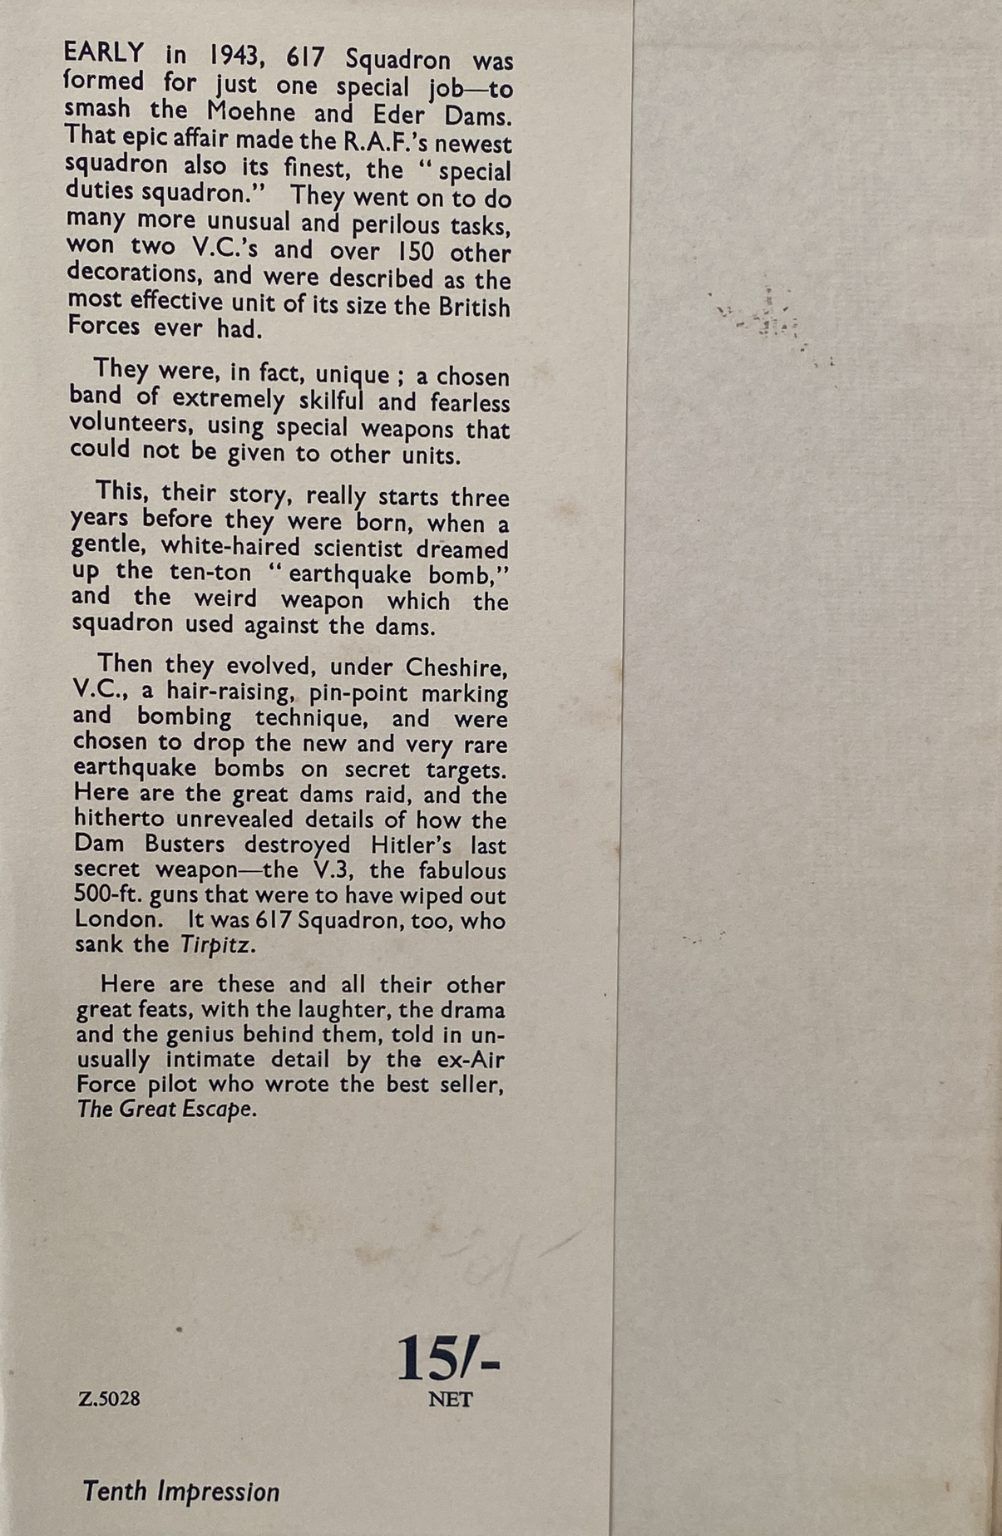 EARLY in 1943, 617 Squadron was
formed for just one special job—to
smash the Moehne and Eder Dams.
That epic affair made the R.A.F.'s newest
squadron also its finest, the “special
duties squadron.” They went on to do
many more unusual and perilous tasks,
won two V.C.'s and over 150 other
decorations, and were described as the
most effective unit of its size the British
Forces ever had.
They were, in fact, unique ; a chosen
band of extremely skilful and fearless
volunteers, using special weapons that
could not be given to other units.
This, their story, really starts three
years before they were born, when a
gentle, white-haired scientist dreamed
up the ten-ton “earthquake bomb,”
and the weird weapon which the
squadron used against the dams.
Then they evolved, under Cheshire,
V.C., a hair-raising, pin-point marking
and bombing technique, and were
chosen to drop the new and very rare
earthquake bombs on secret targets.
Here are the great dams raid, and the
hitherto unrevealed details of how the
Dam Busters destroyed Hitler's last
secret weapon—the V.3, the fabulous
500-ft. guns that were to have wiped out
London. It was 617 Squadron, too, who
sank the Tirpitz.
Here are these and all their other
great feats, with the laughter, the drama
and the genius behind them, told in un-
usually intimate detail by the ex-Air
Force pilot who wrote the best seller,
The Great Escape.
15/-
Z.5028 NET
Tenth Impression